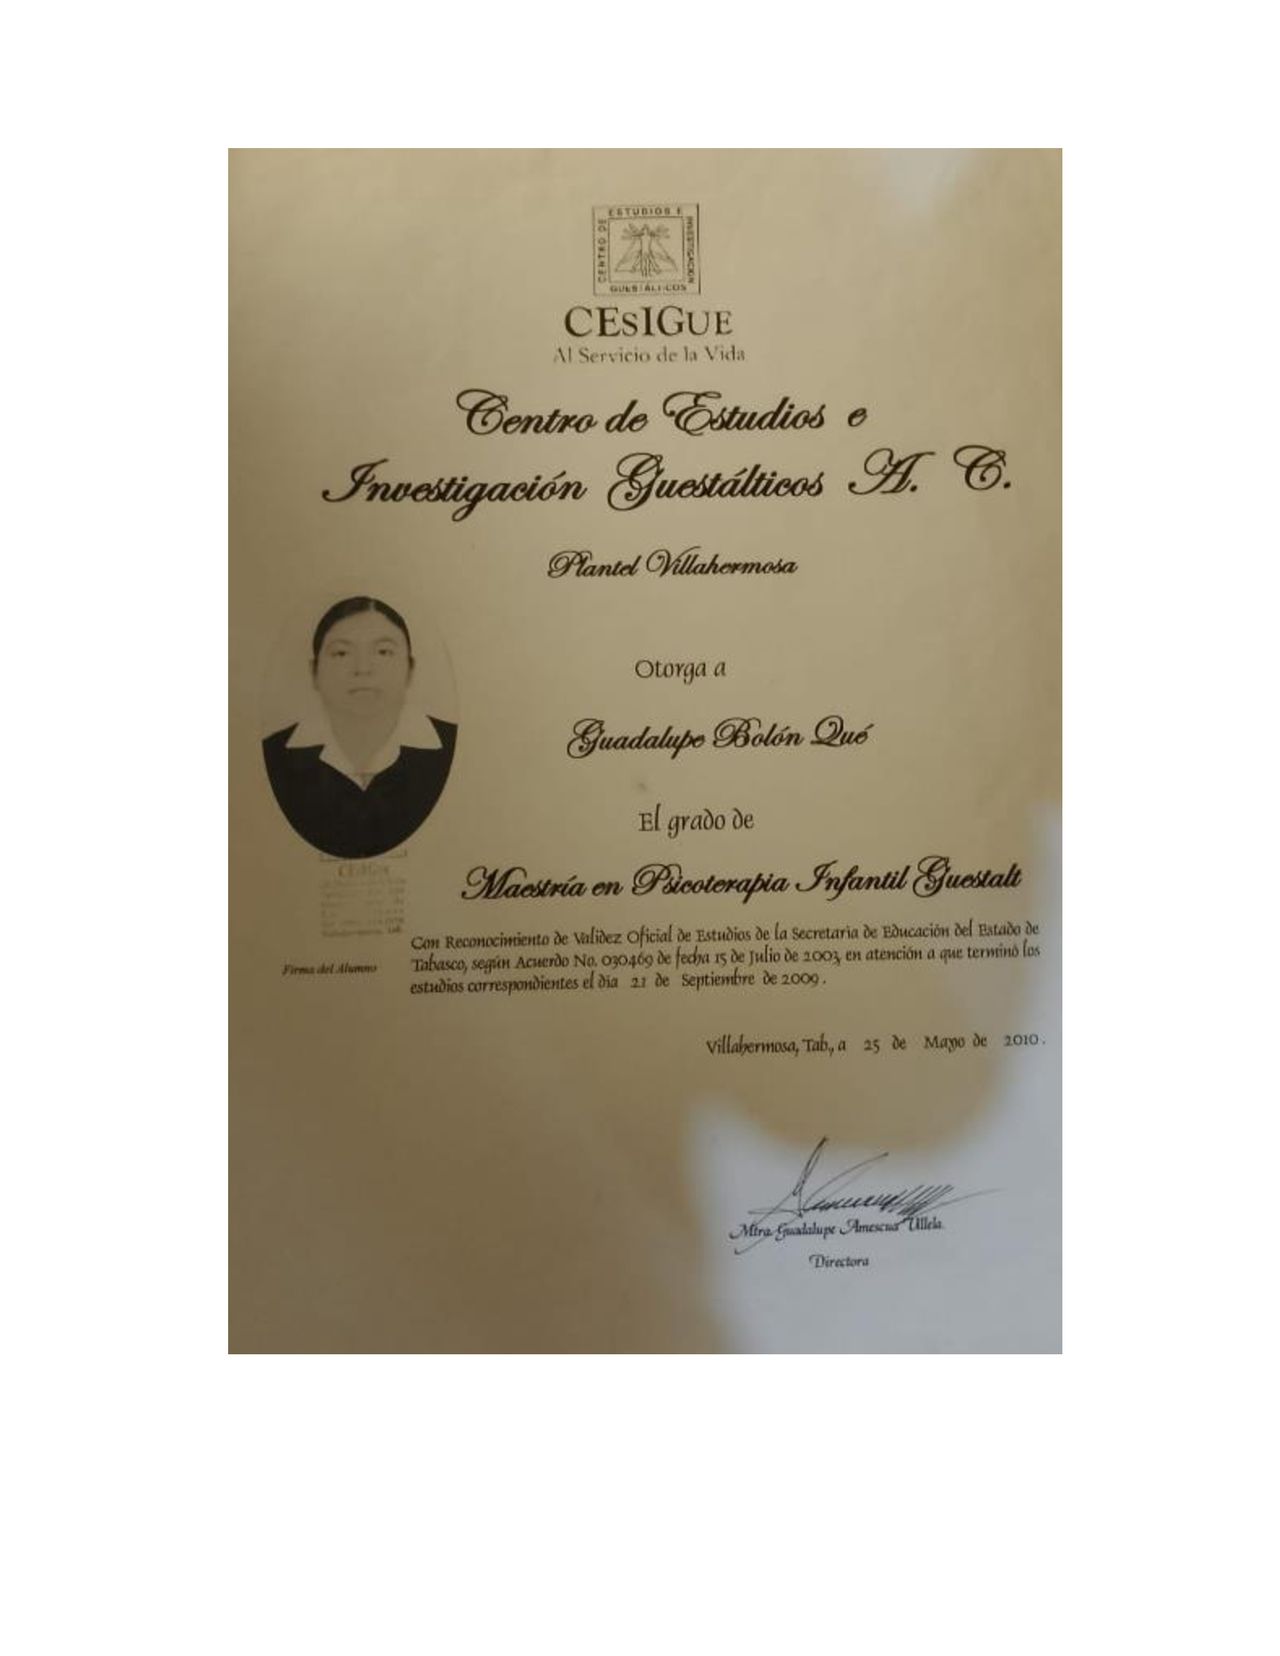 ESTUDIOS E
CENTRO DE
INVESTIGACION
GUESTALTICOS
CESIGUE
Al Servicio de la Vida
Centro de Estudios e
Investigación Guestálticos A. C.
Plantel Villahermosa
Otorga a
Guadalupe Bolón Qué
El grado de
CESIGUE
Maestría en Psicoterapia Infantil Guestalt
Con Reconocimiento de Validez Oficial de Estudios de la Secretaria de Educación del Estado de
Tabasco, según Acuerdo No. 030469 de fecha 15 de Julio de 2003, en atención a que terminó los
estudios correspondientes el día 21 de Septiembre de 2009.
Firma del Alumno
Villahermosa, Tab., a 25 de Mayo de 2010.
Mtra. Guadalupe Amescua Villela
Directora